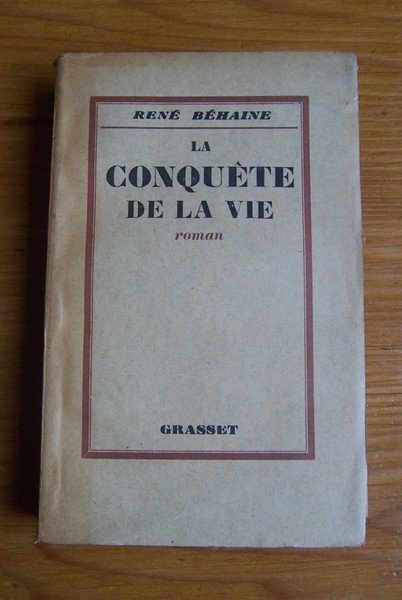 RENÉ BÉHAINE
LA
CONQUÊTE
DE LA VIE
roman
GRASSET